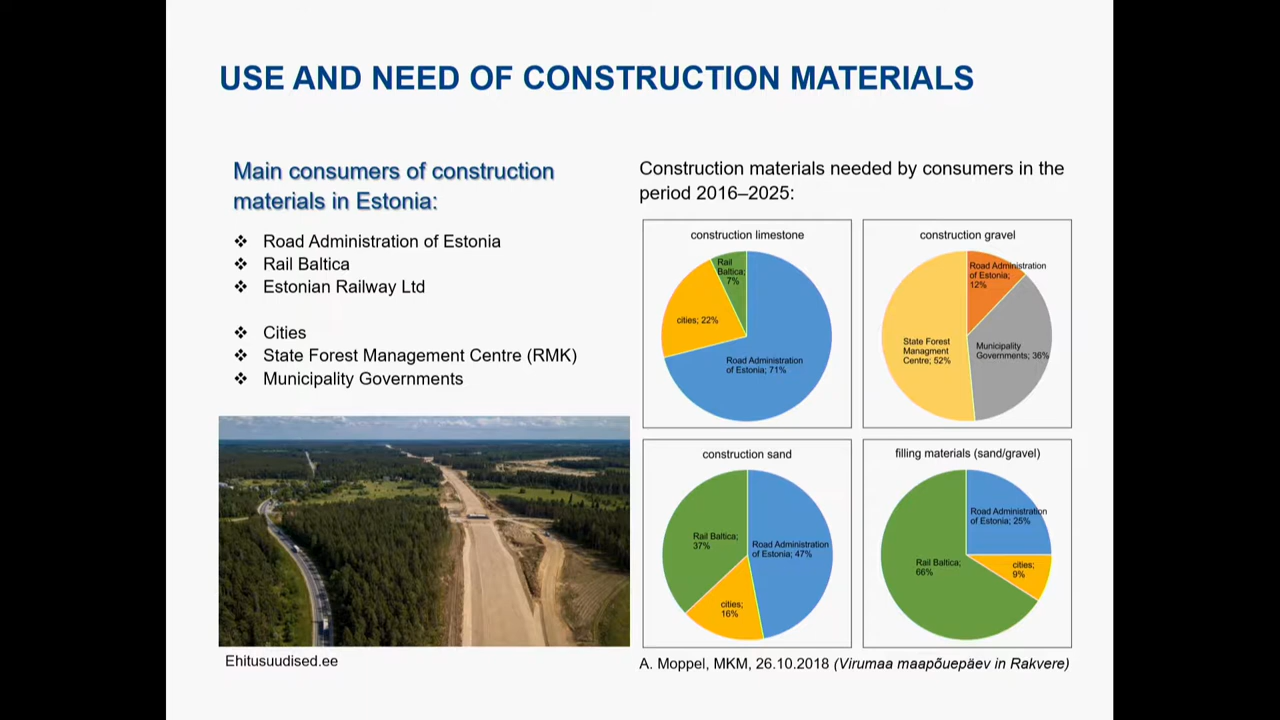 USE AND NEED OF CONSTRUCTION MATERIALS
Main consumers of construction
materials in Estonia:
❖ Road Administration of Estonia
❖ Rail Baltica
❖ Estonian Railway Ltd
❖ Cities
❖ State Forest Management Centre (RMK)
❖ Municipality Governments
Ehitusuudised.ee
Construction materials needed by consumers in the
period 2016–2025:
construction limestone
Rail
Baltica;
7%
cities; 22%
Road Administration
of Estonia; 71%
construction gravel
Road Administration
of Estonia;
12%
State Forest
Managment
Centre; 52%
Municipality
Governments; 36%
construction sand
Rail Baltica;
37%
Road Administration
of Estonia; 47%
cities;
16%
filling materials (sand/gravel)
Road Administration
of Estonia; 25%
Rail Baltica;
66%
cities;
9%
A. Moppel, MKM, 26.10.2018 (Virumaa maapõuepäev in Rakvere)